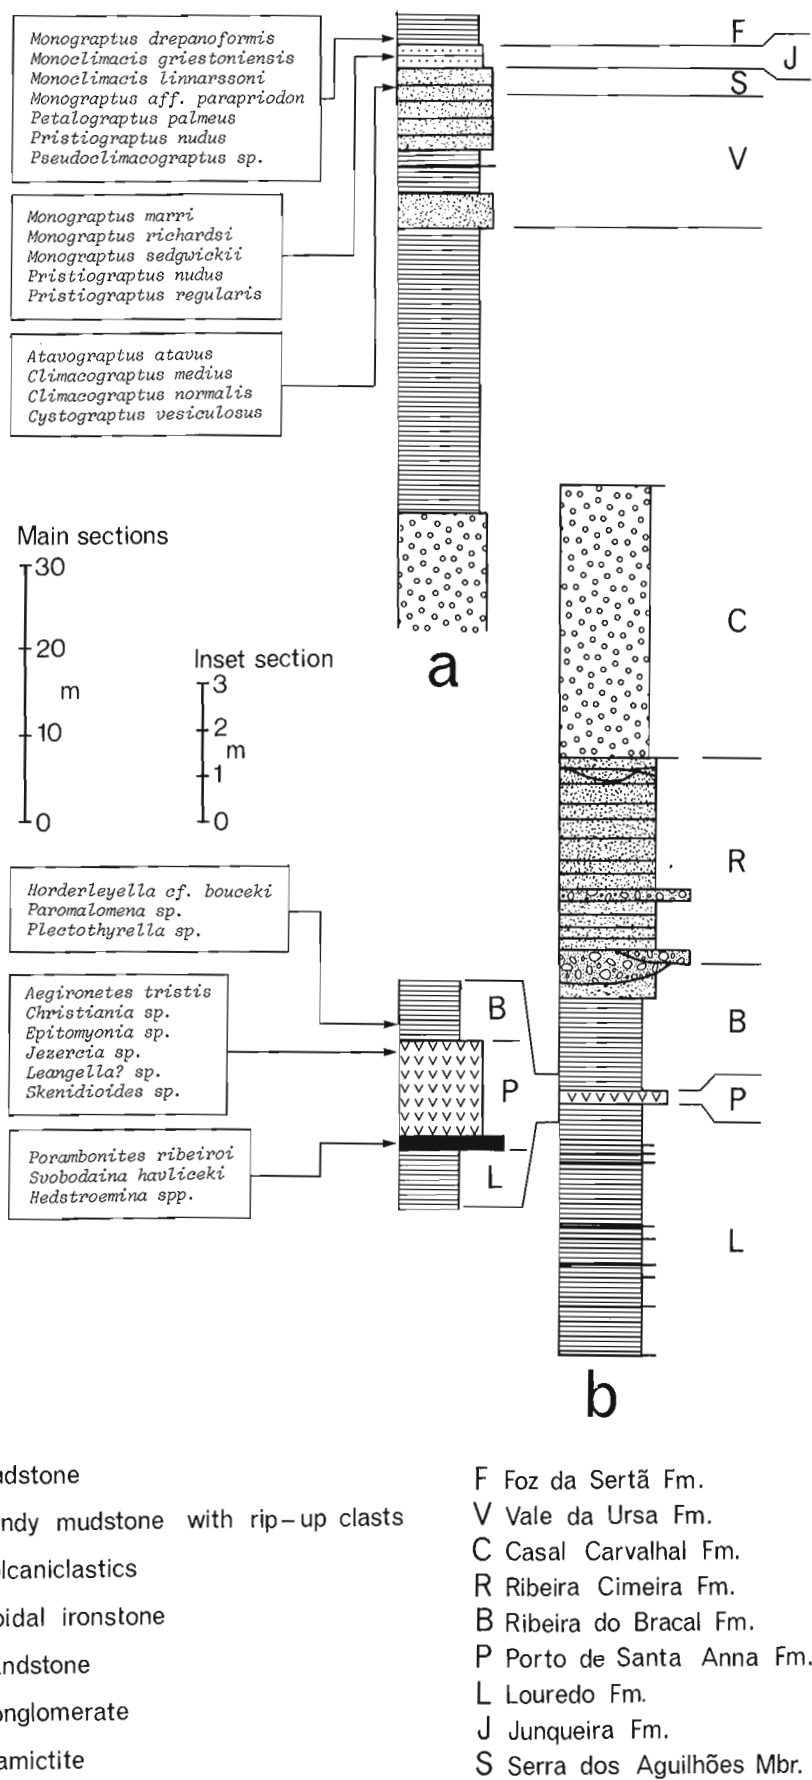 Monograptus drepanoformis
Monoclimacis griestoniensis
Monoclimacis linnarssoni
Monograptus aff. parapriodon
Petalograptus palmeus
Pristiograptus nudus
Pseudoclimacograptus sp.
Monograptus marri
Monograptus richardsi
Monograptus sedgwickii
Pristiograptus nudus
Pristiograptus regularis
Atavograptus atavus
Climacograptus medius
Climacograptus normalis
Cystograptus vesiculosus
F
J
S
V
a
Main sections
30
20
m
10
0
Inset section
3
2
m
1
0
Horderleyella cf. bouceki
Paromalomena sp.
Plectothyrella sp.
Aegironetes tristis
Christiania sp.
Epitomyonia sp.
Jezercia sp.
Leangella? sp.
Skenidioides sp.
Porambonites ribeiroi
Svobodaina havliceki
Hedstroemina spp.
B
P
L
C
R
B
P
L
b
dstone
ndy mudstone with rip-up clasts
lcaniclastics
oidal ironstone
ndstone
onglomerate
amictite
F Foz da Sertã Fm.
V Vale da Ursa Fm.
C Casal Carvalhal Fm.
R Ribeira Cimeira Fm.
B Ribeira do Bracal Fm.
P Porto de Santa Anna Fm.
L Louredo Fm.
J Junqueira Fm.
S Serra dos Aguilhões Mbr.